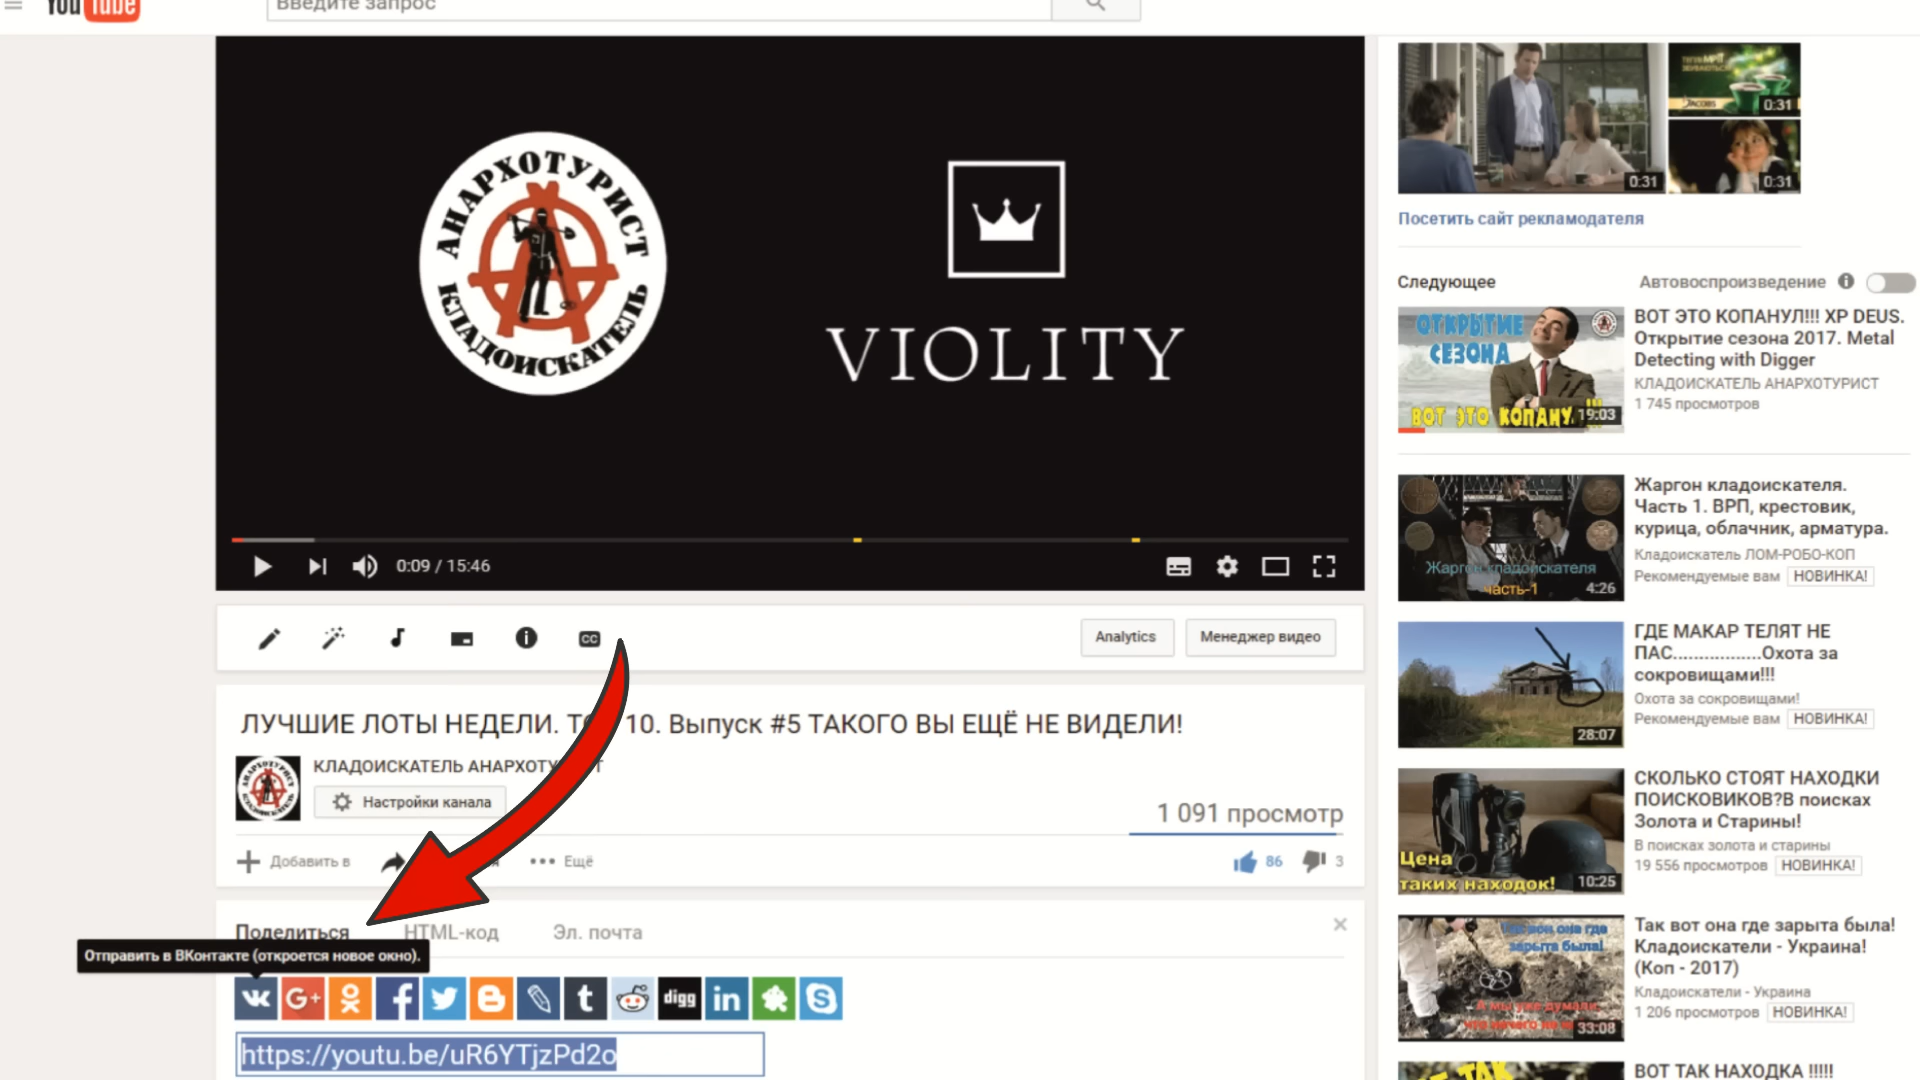 YouTube
Введите запрос
АНАРХОТУРИСТ
КЛАДОИСКАТЕЛЬ
VIOLITY
0:09 / 15:46
Analytics
Менеджер видео
ЛУЧШИЕ ЛОТЫ НЕДЕЛИ. 10. Выпуск #5 ТАКОГО ВЫ ЕЩЁ НЕ ВИДЕЛИ!
КЛАДОИСКАТЕЛЬ
Настройки канала
1 091 просмотр
Добавить в
Ещё
86
3
Поделиться
HTML-код
Эл. почта
Отправить в ВКонтакте (откроется новое окно).
digg
in
https://youtu.be/uR6YTjzPd2o
JACOBS
0:31
0:31
0:31
Посетить сайт рекламодателя
Следующее
Автовоспроизведение
ОТКРЫТИЕ
СЕЗОНА
ВОТ ЭТО
19:03
ВОТ ЭТО КОПАНУЛ!!! XP DEUS.
Открытие сезона 2017. Metal
Detecting with Digger
КЛАДОИСКАТЕЛЬ АНАРХОТУРИСТ
1 745 просмотров
Жаргон кладоискателя
часть-1
4:26
Жаргон кладоискателя.
Часть 1. ВРП, крестовик,
курица, облачник, арматура.
Кладоискатель ЛОМ-РОБО-КОП
Рекомендуемые вам
НОВИНКА!
28:07
ГДЕ МАКАР ТЕЛЯТ НЕ
ПАС................Охота за
сокровищами!!!
Охота за сокровищами!
Рекомендуемые вам
НОВИНКА!
Цена
таких находок!
10:25
СКОЛЬКО СТОЯТ НАХОДКИ
ПОИСКОВИКОВ?В поисках
Золота и Старины!
В поисках золота и старины
19 556 просмотров
НОВИНКА!
зарыта была!
33:08
Так вот она где зарыта была!
Кладоискатели - Украина!
(Коп - 2017)
Кладоискатели - Украина
1 206 просмотров
НОВИНКА!
ВОТ ТАК НАХОДКА !!!!!